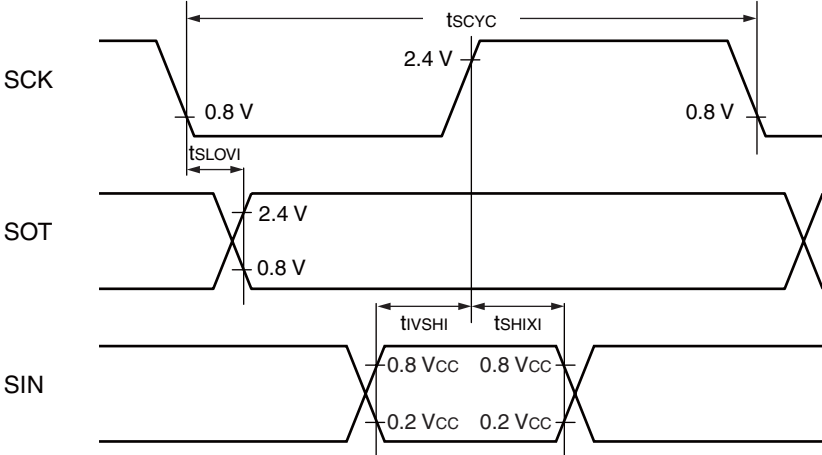 tSCYC
SCK
2.4 V
0.8 V
0.8 V
tSLOVI
SOT
2.4 V
0.8 V
tIVSHI
tSHIXI
SIN
0.8 VCC
0.8 VCC
0.2 VCC
0.2 VCC